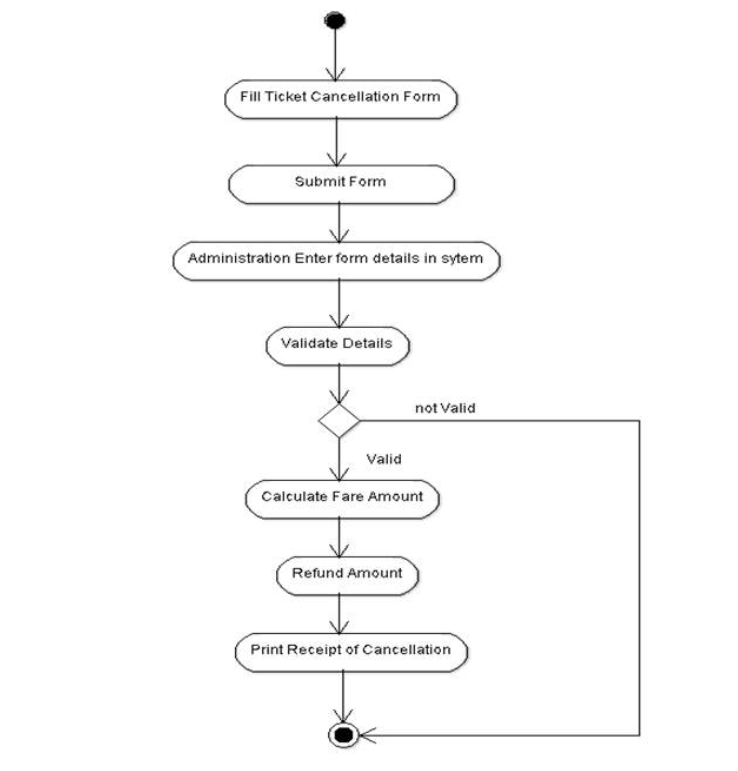 Fill Ticket Cancellation Form
Submit Form
Administration Enter form details in sytem
Validate Details
not Valid
Valid
Calculate Fare Amount
Refund Amount
Print Receipt of Cancellation